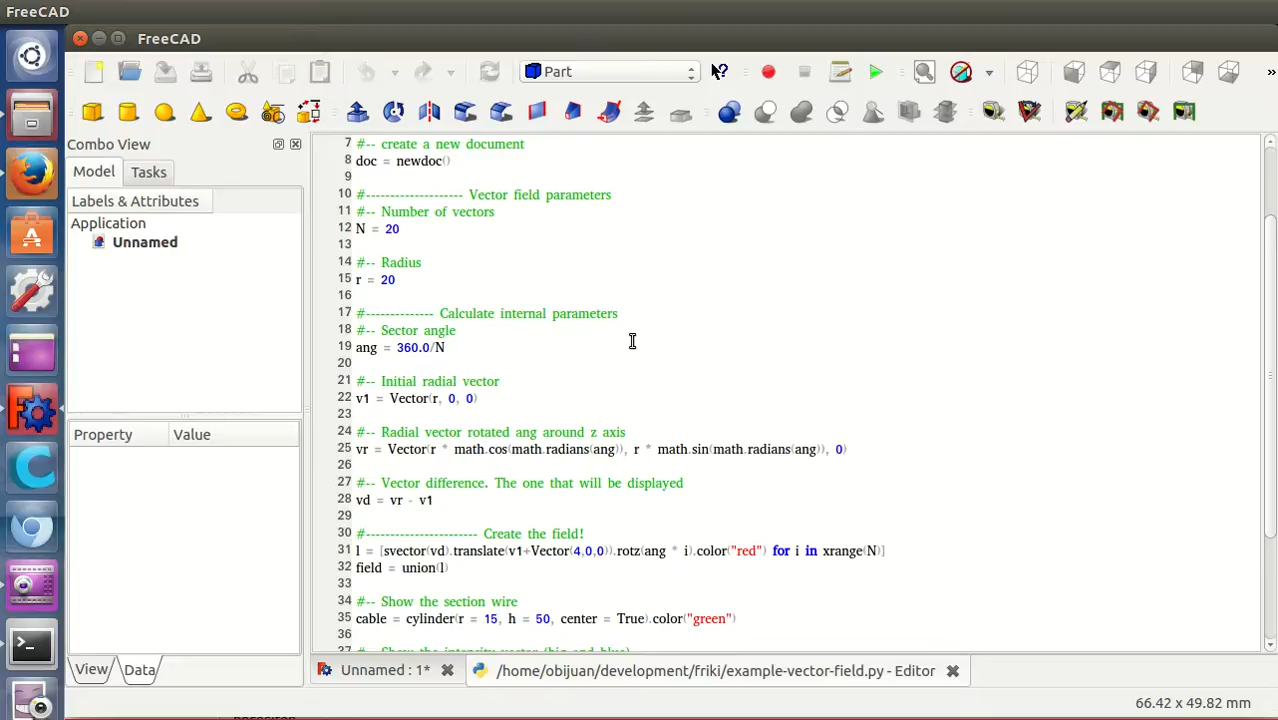 FreeCAD
FreeCAD
Part
Combo View
Model
Tasks
Labels & Attributes
Application
Unnamed
Property
Value
View
Data
7 #-- create a new document
8 doc = newdoc()
9
10 #-------------------- Vector field parameters
11 #-- Number of vectors
12 N = 20
13
14 #-- Radius
15 r = 20
16
17 #-------------- Calculate internal parameters
18 #-- Sector angle
19 ang = 360.0/N
20
21 #-- Initial radial vector
22 v1 = Vector(r, 0, 0)
23
24 #-- Radial vector rotated ang around z axis
25 vr = Vector(r * math.cos(math.radians(ang)), r * math.sin(math.radians(ang)), 0)
26
27 #-- Vector difference. The one that will be displayed
28 vd = vr - v1
29
30 #----------------------- Create the field!
31 l = [svector(vd).translate(v1+Vector(4,0,0)).rotz(ang * i).color("red") for i in xrange(N)]
32 field = union(l)
33
34 #-- Show the section wire
35 cable = cylinder(r = 15, h = 50, center = True).color("green")
36
37 #-- Show the intensity vector (big and blue)
Unnamed : 1*
/home/obijuan/development/friki/example-vector-field.py - Editor
66.42 x 49.82 mm